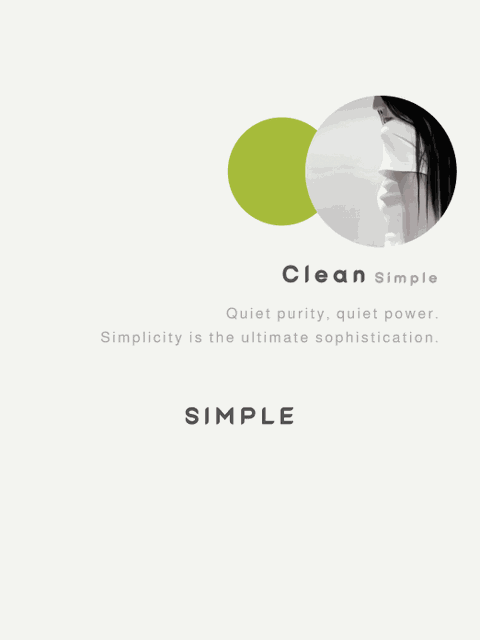 Clean Simple
Quiet purity, quiet power.
Simplicity is the ultimate sophistication.
SIMPLE